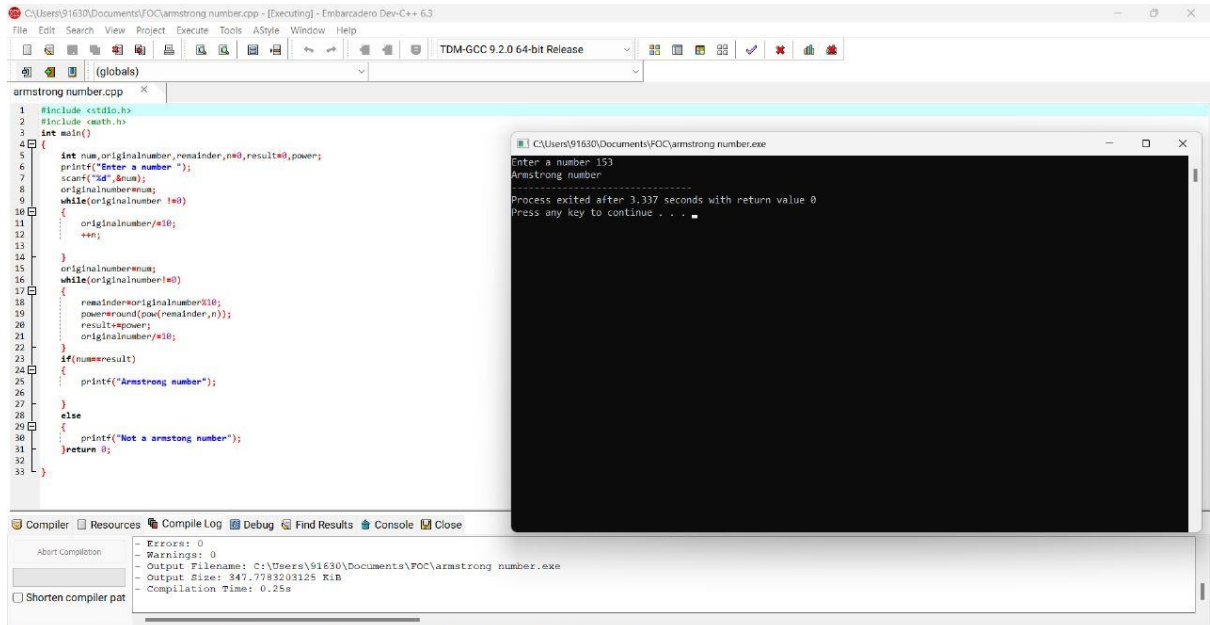 C:\Users\91630\Documents\FOC\armstrong number.cpp - [Executing] - Embarcadero Dev-C++ 6.3
File Edit Search View Project Execute Tools AStyle Window Help
TDM-GCC 9.2.0 64-bit Release
(globals)
armstrong number.cpp
1 #include <stdio.h>
2 #include <math.h>
3 int main()
4 {
5 int num,originalnumber,remainder,n=0,result=0,power;
6 printf("Enter a number ");
7 scanf("%d",&num);
8 originalnumber=num;
9 while(originalnumber !=0)
10 {
11 originalnumber/=10;
12 ++n;
13
14 }
15 originalnumber=num;
16 while(originalnumber!=0)
17 {
18 remainder=originalnumber%10;
19 power=round(pow(remainder,n));
20 result+=power;
21 originalnumber/=10;
22 }
23 if(num==result)
24 {
25 printf("Armstrong number");
26
27 }
28 else
29 {
30 printf("Not a armstong number");
31 }return 0;
32
33 }
C:\Users\91630\Documents\FOC\armstrong number.exe
Enter a number 153
Armstrong number
--------------------------------
Process exited after 3.337 seconds with return value 0
Press any key to continue . . .
Compiler Resources Compile Log Debug Find Results Console Close
Abort Compilation
Shorten compiler pat
- Errors: 0
- Warnings: 0
- Output Filename: C:\Users\91630\Documents\FOC\armstrong number.exe
- Output Size: 347.7783203125 KiB
- Compilation Time: 0.25s